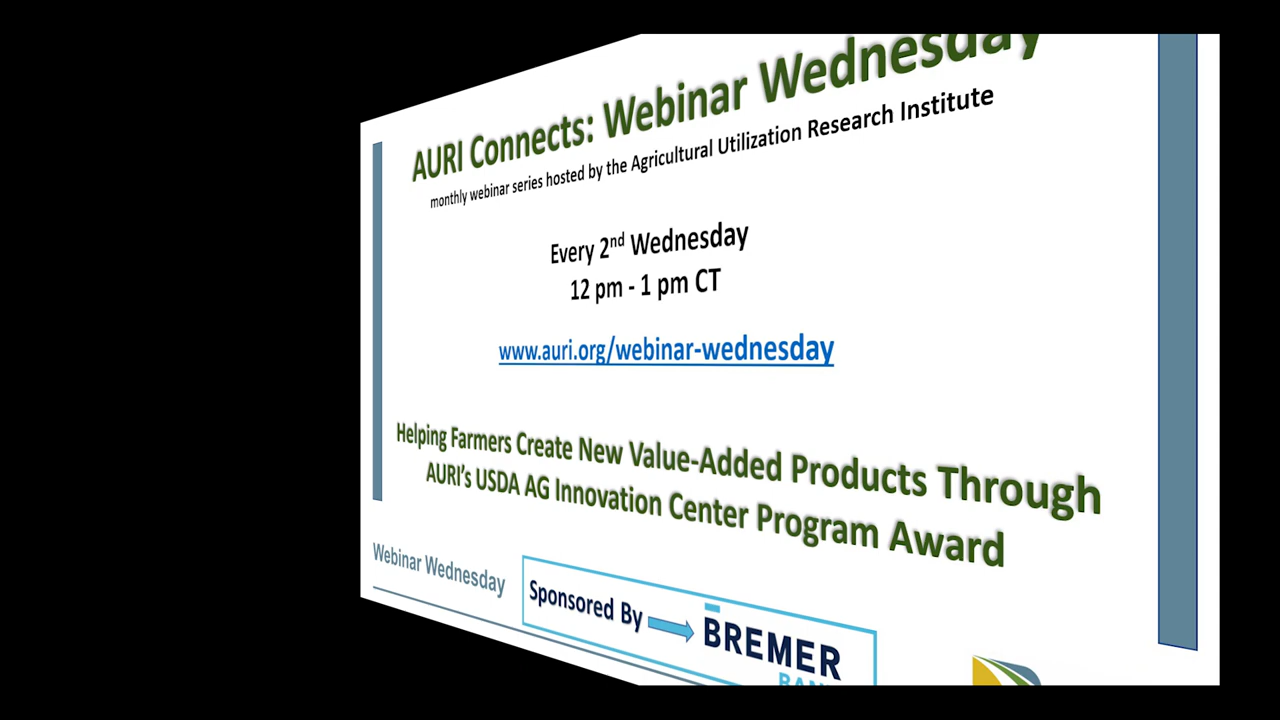 AURI Connects: Webinar Wednesday
monthly webinar series hosted by the Agricultural Utilization Research Institute
Every 2nd Wednesday
12 pm - 1 pm CT
www.auri.org/webinar-wednesday
Helping Farmers Create New Value-Added Products Through
AURI's USDA AG Innovation Center Program Award
Webinar Wednesday
Sponsored By
BREMER